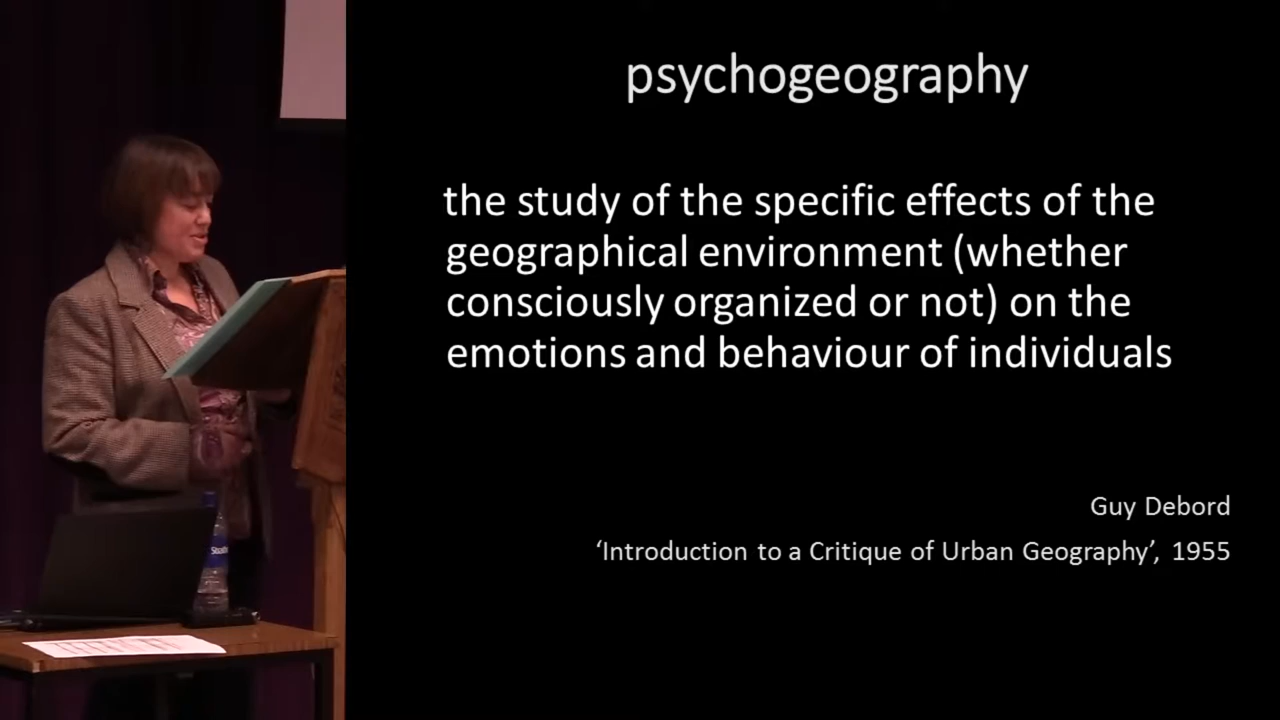 psychogeography
the study of the specific effects of the
geographical environment (whether
consciously organized or not) on the
emotions and behaviour of individuals
Guy Debord
‘Introduction to a Critique of Urban Geography’, 1955